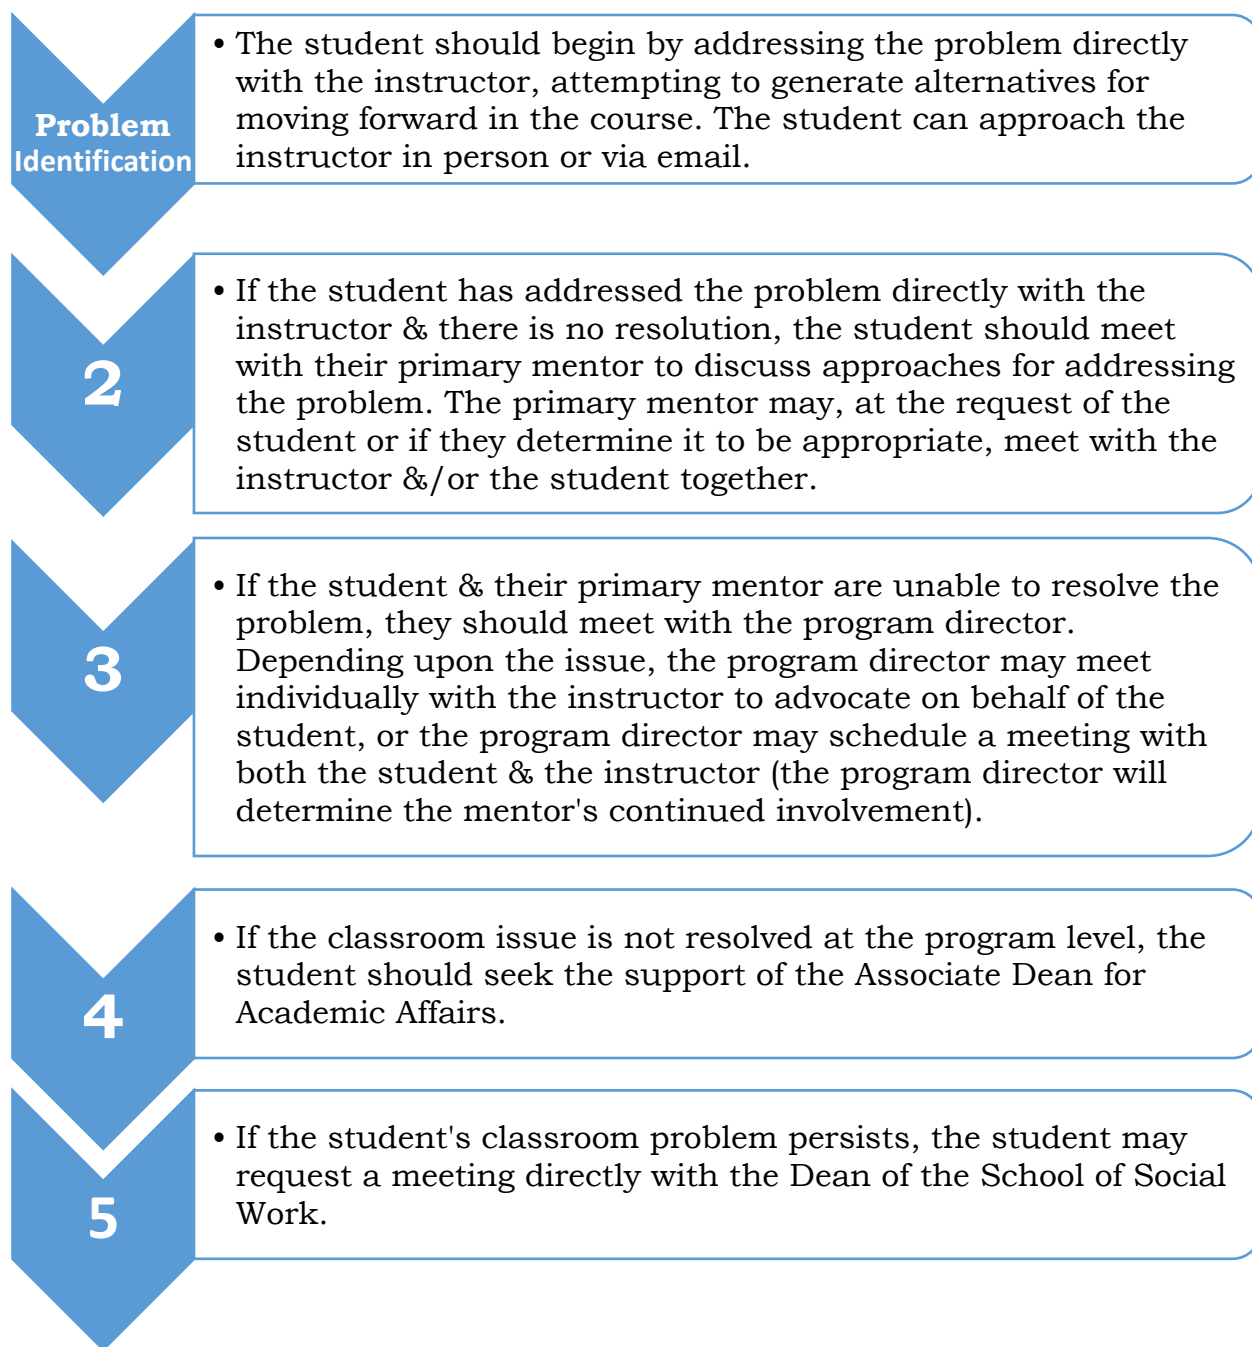 Problem
Identification
• The student should begin by addressing the problem directly
with the instructor, attempting to generate alternatives for
moving forward in the course. The student can approach the
instructor in person or via email.
2
• If the student has addressed the problem directly with the
instructor & there is no resolution, the student should meet
with their primary mentor to discuss approaches for addressing
the problem. The primary mentor may, at the request of the
student or if they determine it to be appropriate, meet with the
instructor &/or the student together.
3
• If the student & their primary mentor are unable to resolve the
problem, they should meet with the program director.
Depending upon the issue, the program director may meet
individually with the instructor to advocate on behalf of the
student, or the program director may schedule a meeting with
both the student & the instructor (the program director will
determine the mentor's continued involvement).
4
• If the classroom issue is not resolved at the program level, the
student should seek the support of the Associate Dean for
Academic Affairs.
5
• If the student's classroom problem persists, the student may
request a meeting directly with the Dean of the School of Social
Work.